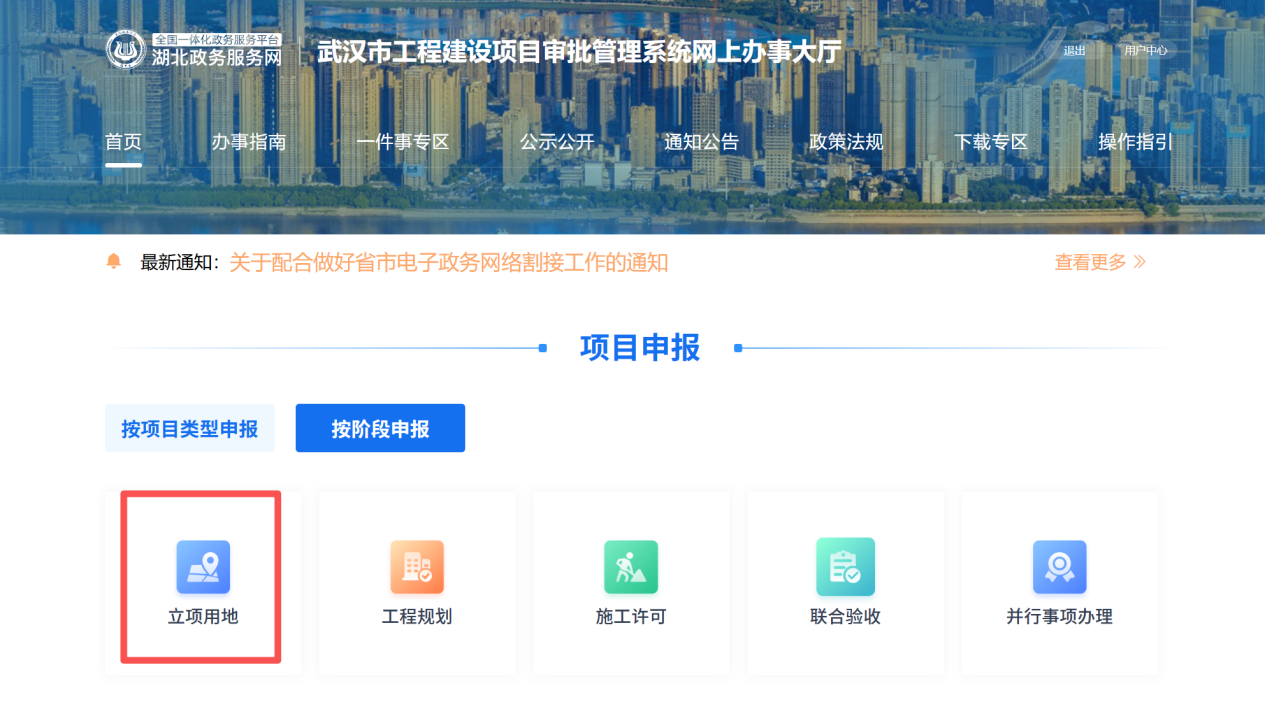 全国一体化政务服务平台
湖北政务服务网
武汉市工程建设项目审批管理系统网上办事大厅
退出 用户中心
首页 办事指南 一件事专区 公示公开 通知公告 政策法规 下载专区 操作指引
最新通知：关于配合做好省市电子政务网络割接工作的通知 查看更多
项目申报
按项目类型申报 按阶段申报
立项用地 工程规划 施工许可 联合验收 并行事项办理